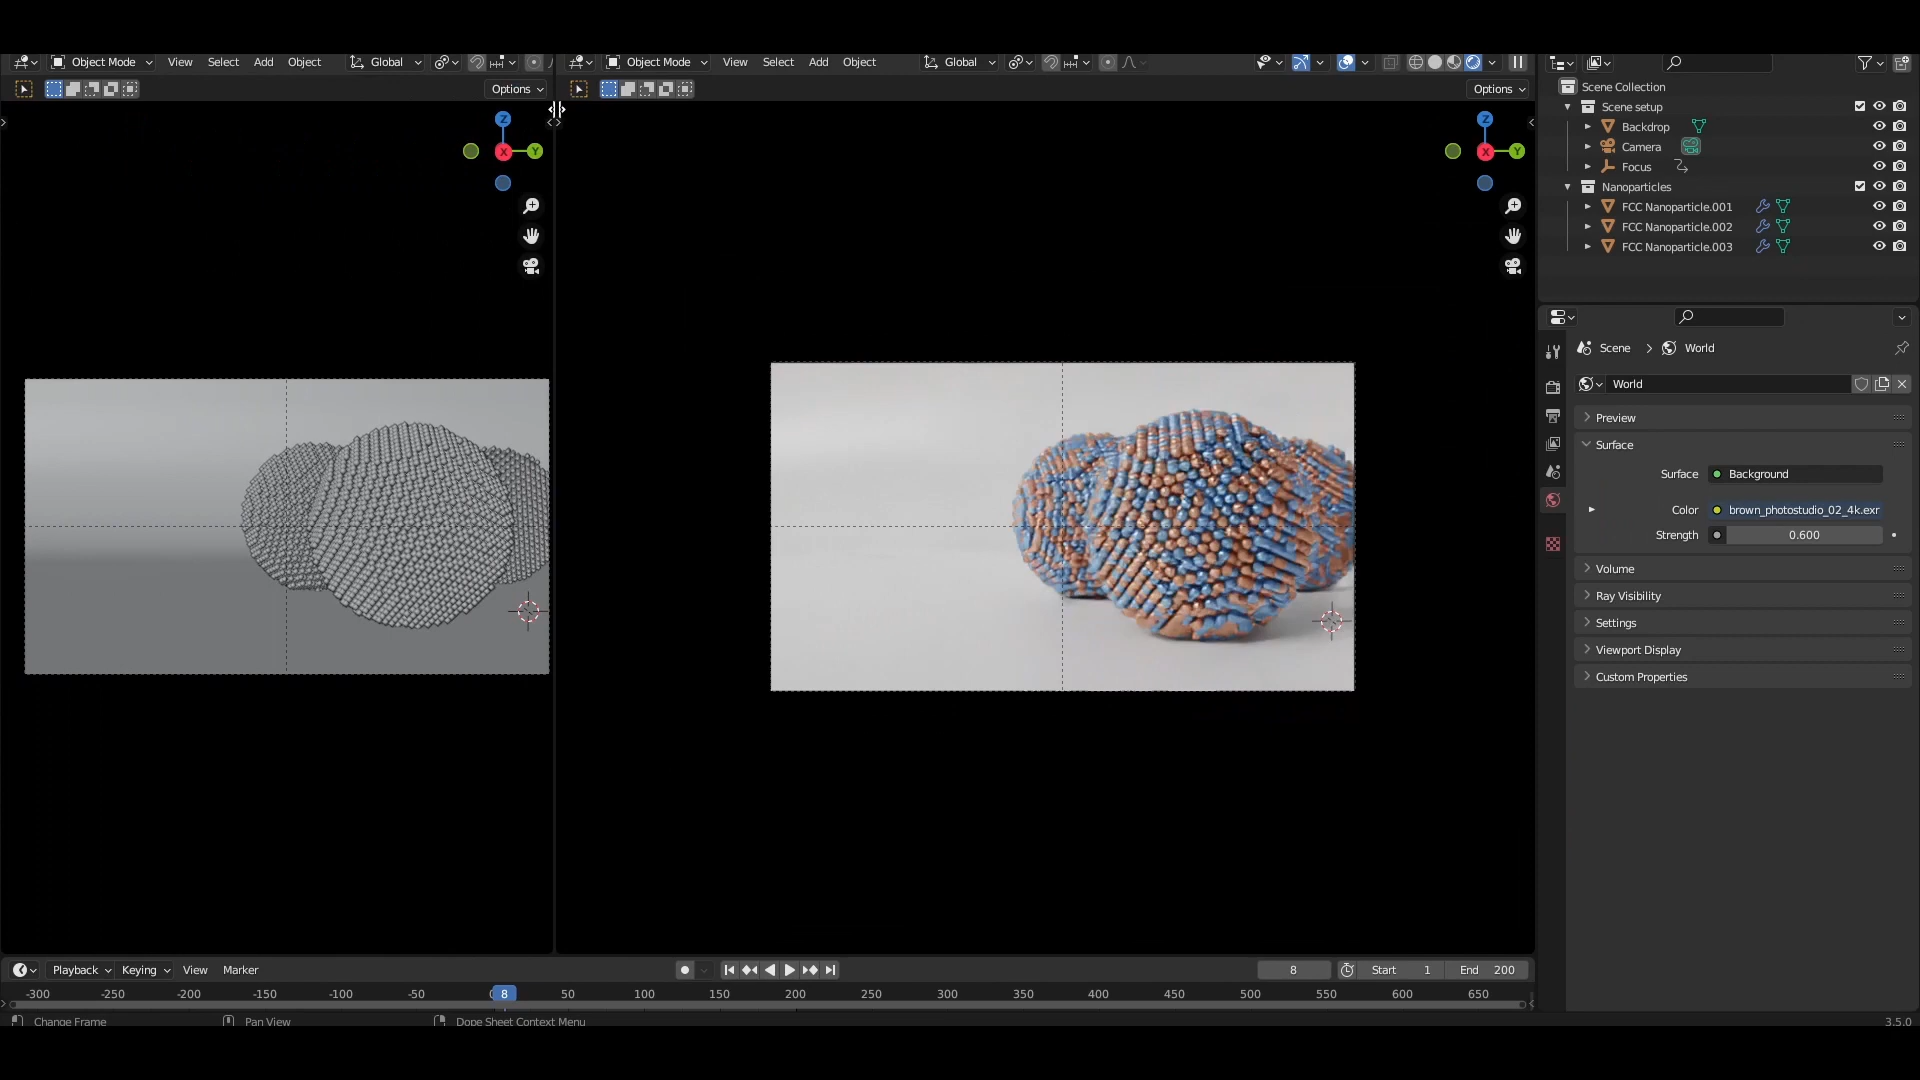 Object Mode View Select Add Object Global
Object Mode View Select Add Object Global
Options
Options
Z
X
Y
Z
X
Y
Scene Collection
Scene setup
Backdrop
Camera
Focus
Nanoparticles
FCC Nanoparticle.001
FCC Nanoparticle.002
FCC Nanoparticle.003
Scene > World
World
Preview
Surface
Surface Background
Color brown_photostudio_02_4k.exr
Strength 0.600
Volume
Ray Visibility
Settings
Viewport Display
Custom Properties
Playback Keying View Marker
8 Start 1 End 200
-300 -250 -200 -150 -100 -50 8 50 100 150 200 250 300 350 400 450 500 550 600 650
Change Frame Pan View Dope Sheet Context Menu 3.5.0